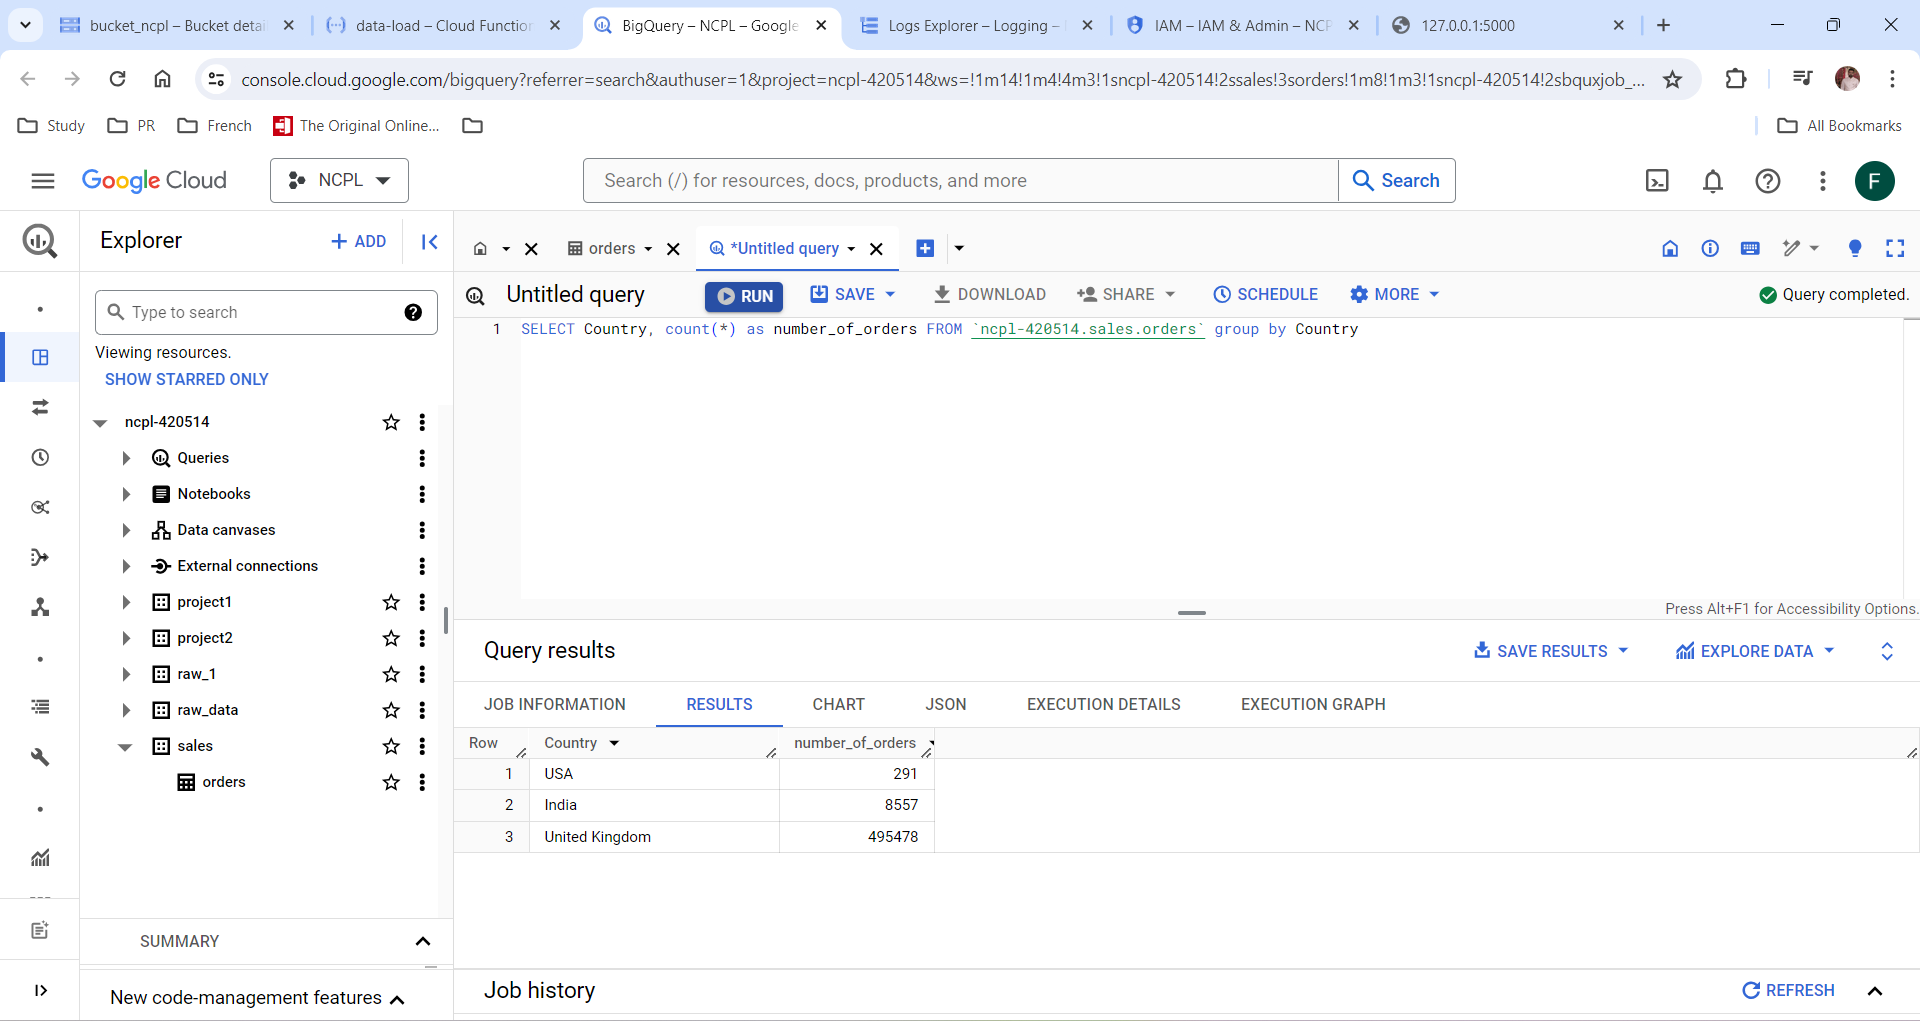 bucket_ncpl – Bucket detai
data-load – Cloud Function
BigQuery – NCPL – Google
Logs Explorer – Logging –
IAM – IAM & Admin – NCP
127.0.0.1:5000
console.cloud.google.com/bigquery?referrer=search&authuser=1&project=ncpl-420514&ws=!1m14!1m4!4m3!1sncpl-420514!2ssales!3sorders!1m8!1m3!1sncpl-420514!2sbquxjob_...
Study
PR
French
The Original Online...
All Bookmarks
Google Cloud
NCPL
Search (/) for resources, docs, products, and more
Search
F
Explorer
+ ADD
orders
*Untitled query
Untitled query
RUN
SAVE
DOWNLOAD
SHARE
SCHEDULE
MORE
Query completed.
Type to search
Viewing resources.
SHOW STARRED ONLY
ncpl-420514
Queries
Notebooks
Data canvases
External connections
project1
project2
raw_1
raw_data
sales
orders
SUMMARY
New code-management features
1 SELECT Country, count(*) as number_of_orders FROM `ncpl-420514.sales.orders` group by Country
Press Alt+F1 for Accessibility Options.
Query results
SAVE RESULTS
EXPLORE DATA
JOB INFORMATION
RESULTS
CHART
JSON
EXECUTION DETAILS
EXECUTION GRAPH
Row Country number_of_orders
1 USA 291
2 India 8557
3 United Kingdom 495478
Job history
REFRESH